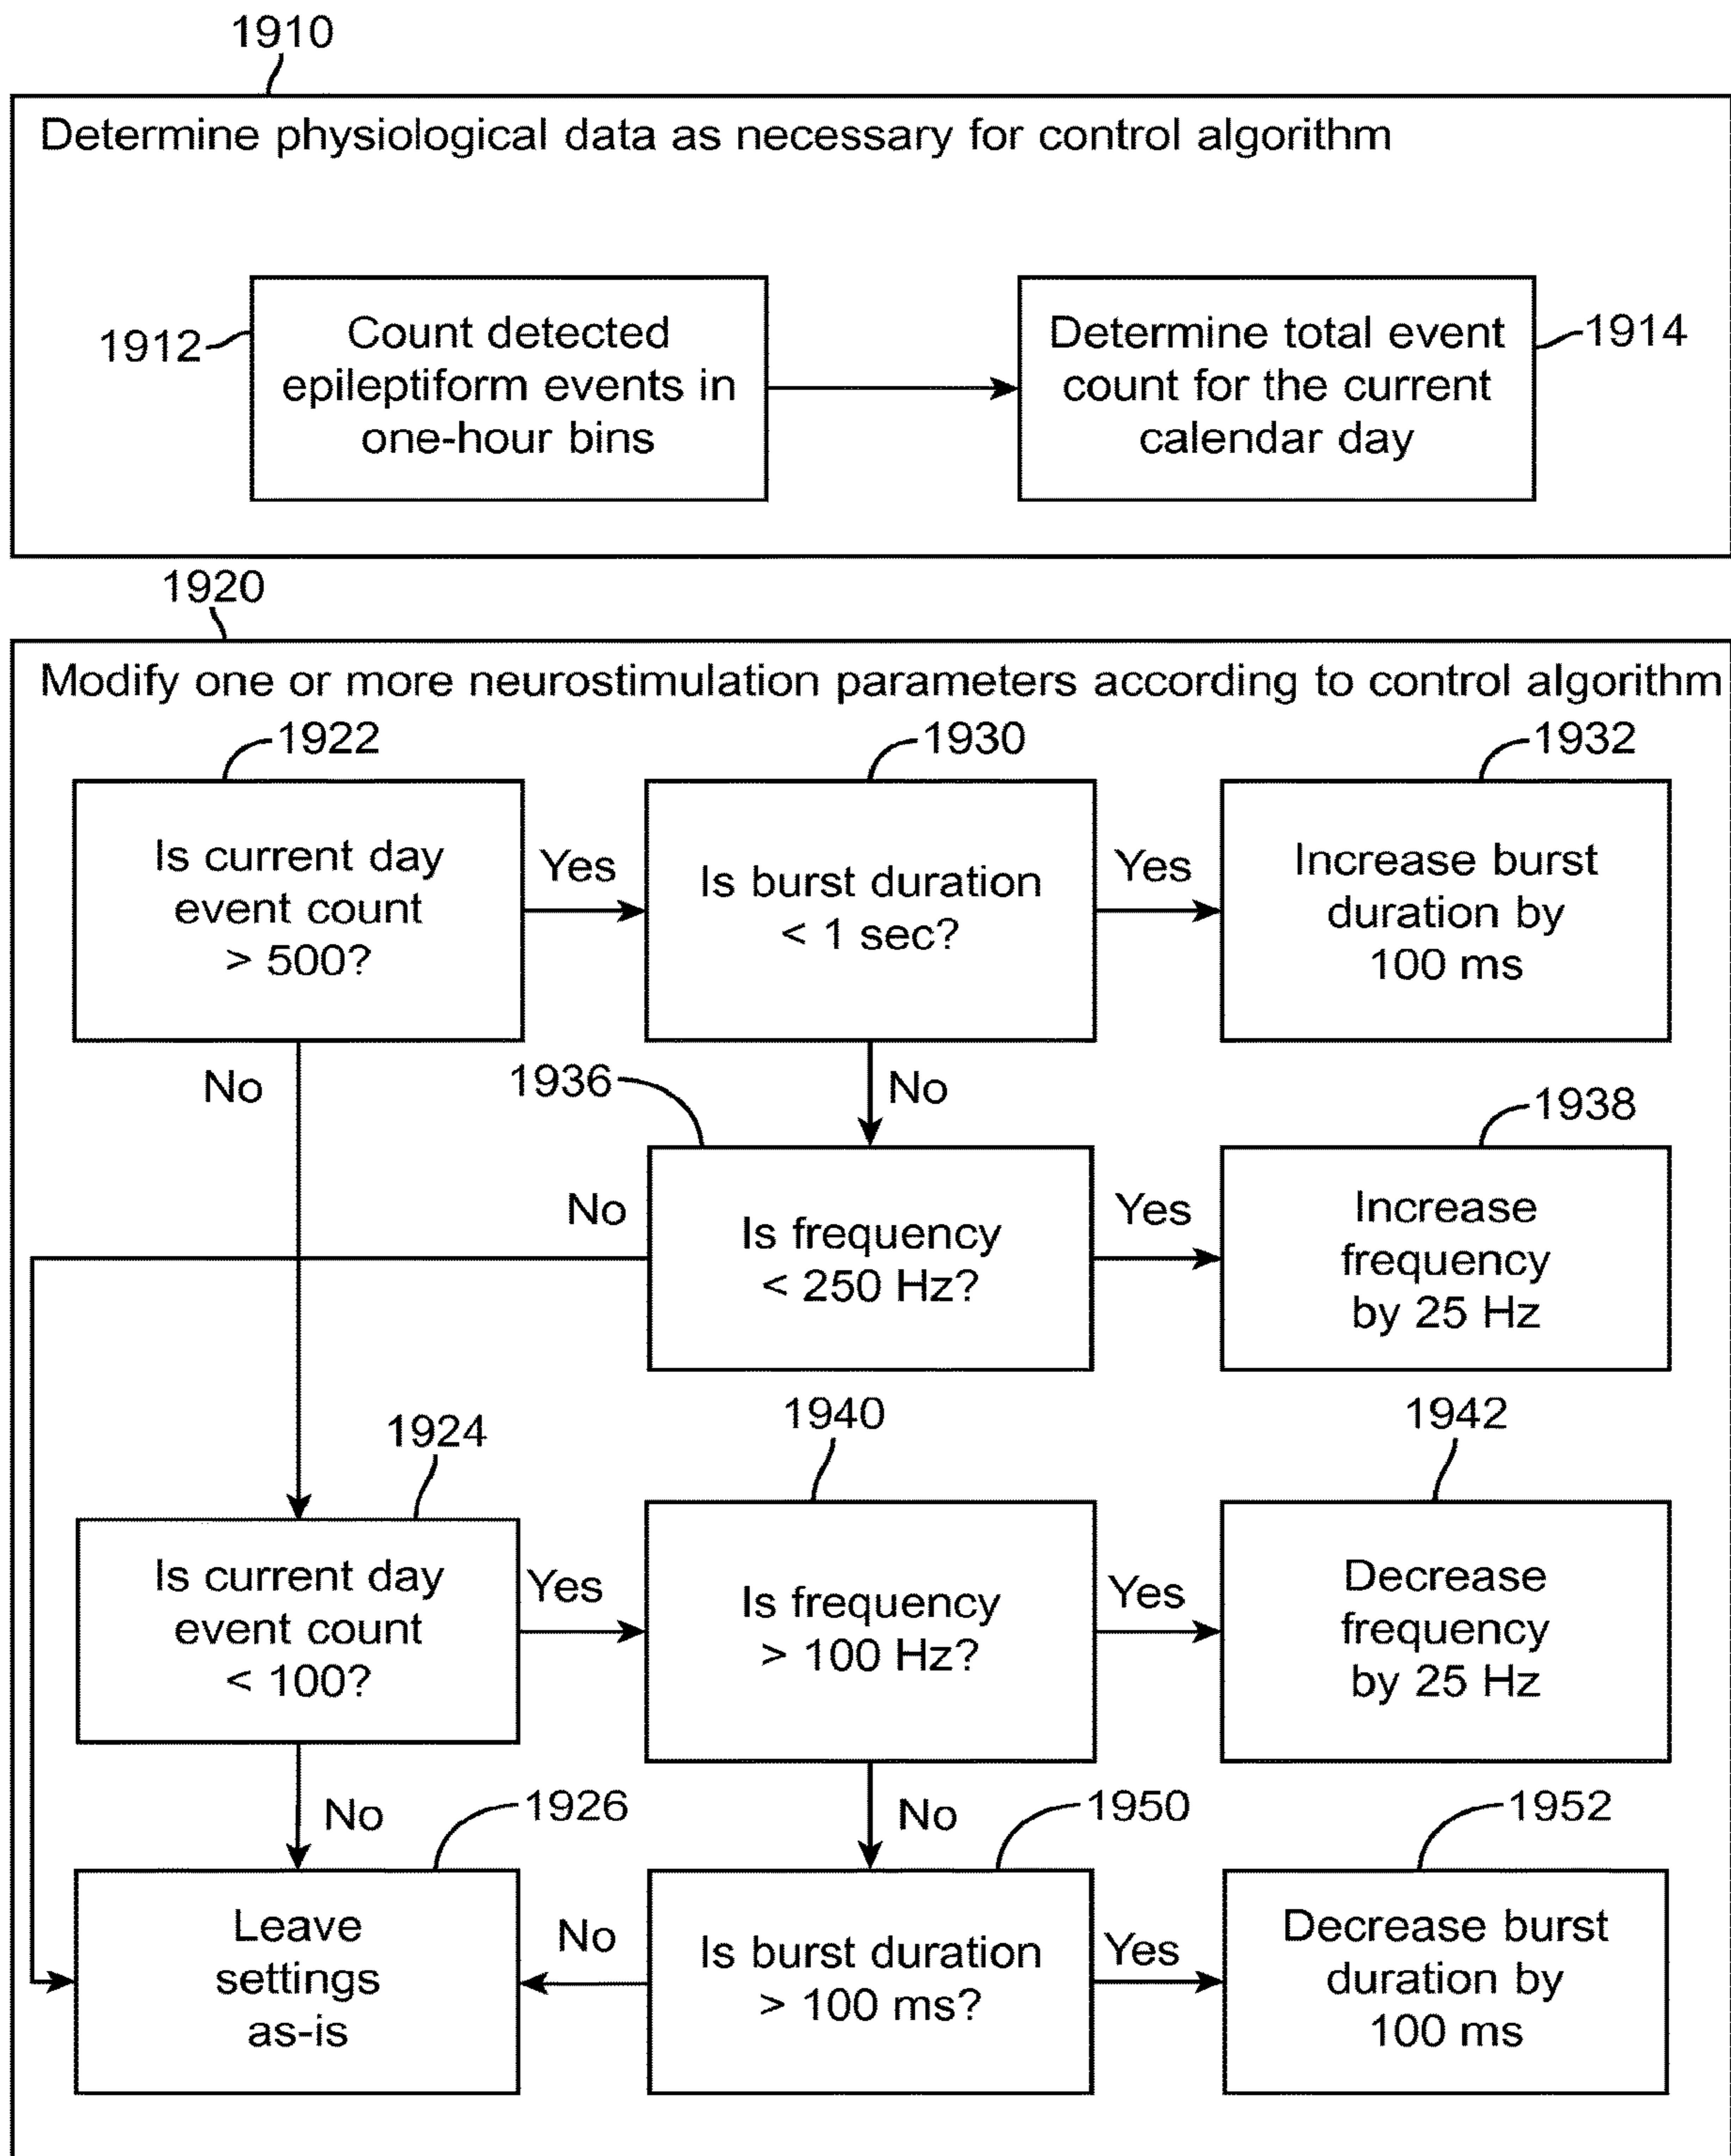 1910
Determine physiological data as necessary for control algorithm
1912
Count detected
epileptiform events in
one-hour bins
Determine total event
count for the current
calendar day
1914
1920
Modify one or more neurostimulation parameters according to control algorithm
1922
1930
1932
Is current day
event count
> 500?
Yes
Is burst duration
< 1 sec?
Yes
Increase burst
duration by
100 ms
No
1936
No
1938
No
Is frequency
< 250 Hz?
Yes
Increase
frequency
by 25 Hz
1924
1940
1942
Is current day
event count
< 100?
Yes
Is frequency
> 100 Hz?
Yes
Decrease
frequency
by 25 Hz
No
1926
No
1950
1952
Leave
settings
as-is
No
Is burst duration
> 100 ms?
Yes
Decrease burst
duration by
100 ms